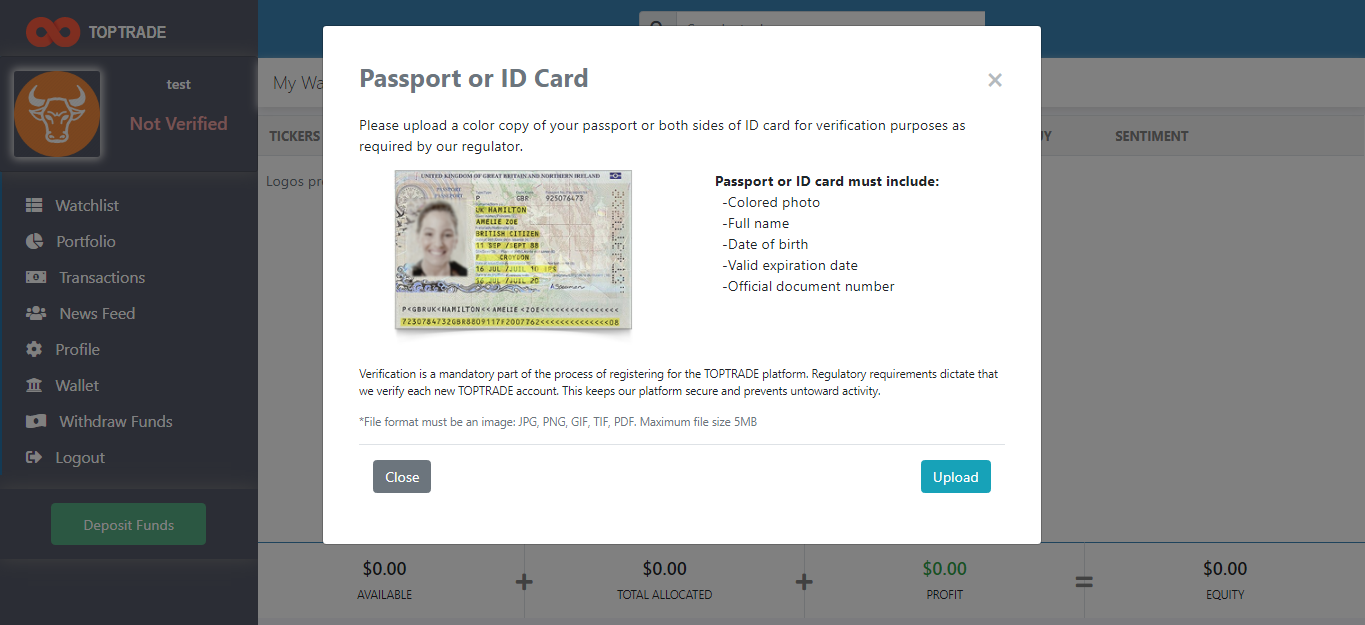 TOPTRADE
test
Not Verified
Watchlist
Portfolio
Transactions
News Feed
Profile
Wallet
Withdraw Funds
Logout
Deposit Funds
My Wa
TICKERS
SENTIMENT
Logos pr
Passport or ID Card
×
Please upload a color copy of your passport or both sides of ID card for verification purposes as
required by our regulator.
UNITED KINGDOM OF GREAT BRITAIN AND NORTHERN IRELAND
PASSPORT
PASSEPORT
P
GBR
925076473
UK HAMILTON
AMELIE ZOE
BRITISH CITIZEN
11 SEP /SEPT 88
F CROYDON
16 JUL /JUIL 10 IPS
16 JUL /JUIL 20
P<GBRUK<HAMILTON<<AMELIE<ZOE<<<<<<<<<<<<<<<<
7230784732GBR8809117F2007762<<<<<<<<<<<<<<08
Passport or ID card must include:
-Colored photo
-Full name
-Date of birth
-Valid expiration date
-Official document number
Verification is a mandatory part of the process of registering for the TOPTRADE platform. Regulatory requirements dictate that
we verify each new TOPTRADE account. This keeps our platform secure and prevents untoward activity.
*File format must be an image: JPG, PNG, GIF, TIF, PDF. Maximum file size 5MB
Close
Upload
$0.00
AVAILABLE
+
$0.00
TOTAL ALLOCATED
+
$0.00
PROFIT
=
$0.00
EQUITY